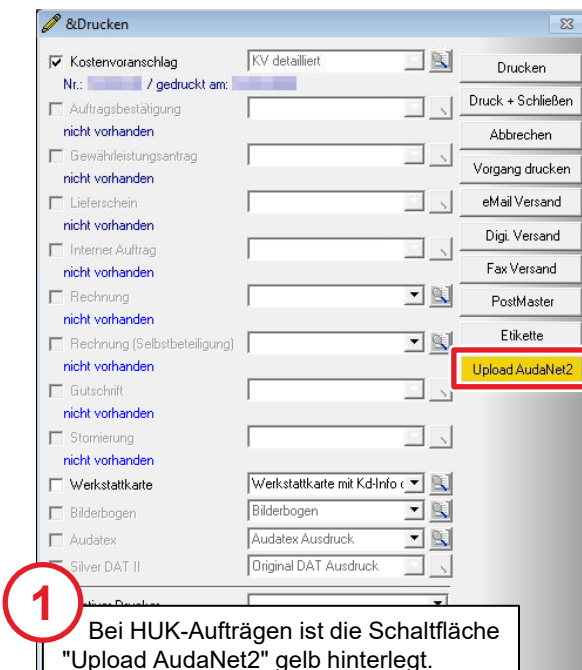 &Drucken
Kostenvoranschlag KV detailliert
Nr.: / gedruckt am:
Auftragsbestätigung
nicht vorhanden
Gewährleistungsantrag
nicht vorhanden
Lieferschein
nicht vorhanden
Interner Auftrag
nicht vorhanden
Rechnung
nicht vorhanden
Rechnung (Selbstbeteiligung)
nicht vorhanden
Gutschrift
nicht vorhanden
Stornierung
nicht vorhanden
Werkstattkarte Werkstattkarte mit Kd-Info
Bilderbogen Bilderbogen
Audatex Audatex Ausdruck
Silver DAT II Original DAT Ausdruck
Drucken
Druck + Schließen
Abbrechen
Vorgang drucken
eMail Versand
Digi. Versand
Fax Versand
PostMaster
Etikette
Upload AudaNet2
1
Bei HUK-Aufträgen ist die Schaltfläche
"Upload AudaNet2" gelb hinterlegt.